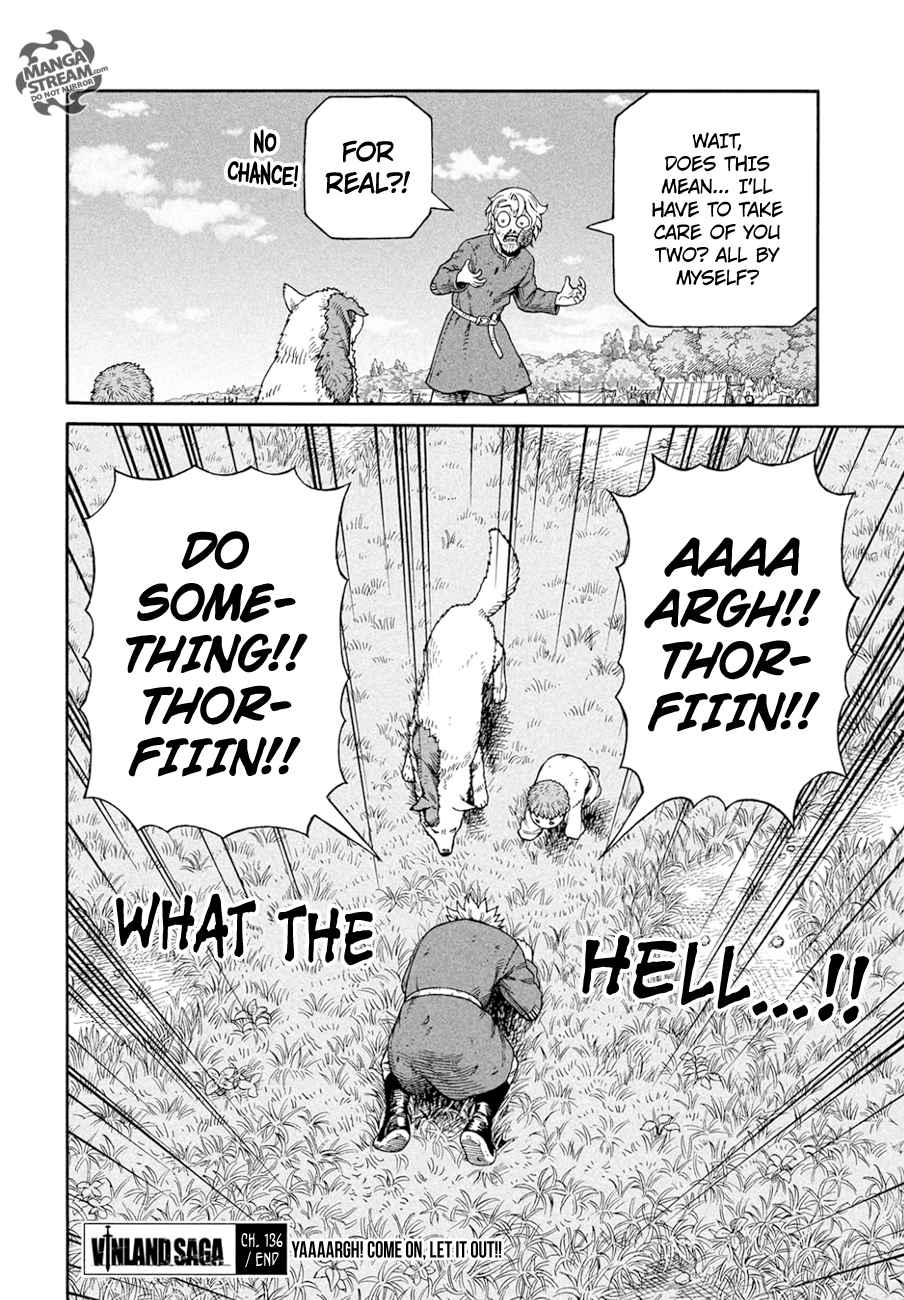 MANGA
STREAM.com
DO NOT MIRROR
WAIT,
DOES THIS
MEAN... I'LL
HAVE TO TAKE
CARE OF YOU
TWO? ALL BY
MYSELF?
FOR
REAL?!
NO
CHANCE!
AAAA
ARGH!!
THOR-
FIIIN!!
DO
SOME-
THING!!
THOR-
FIIIN!!
WHAT THE
HELL...!!
VINLAND SAGA
CH. 136
/ END
YAAAARGH! COME ON, LET IT OUT!!